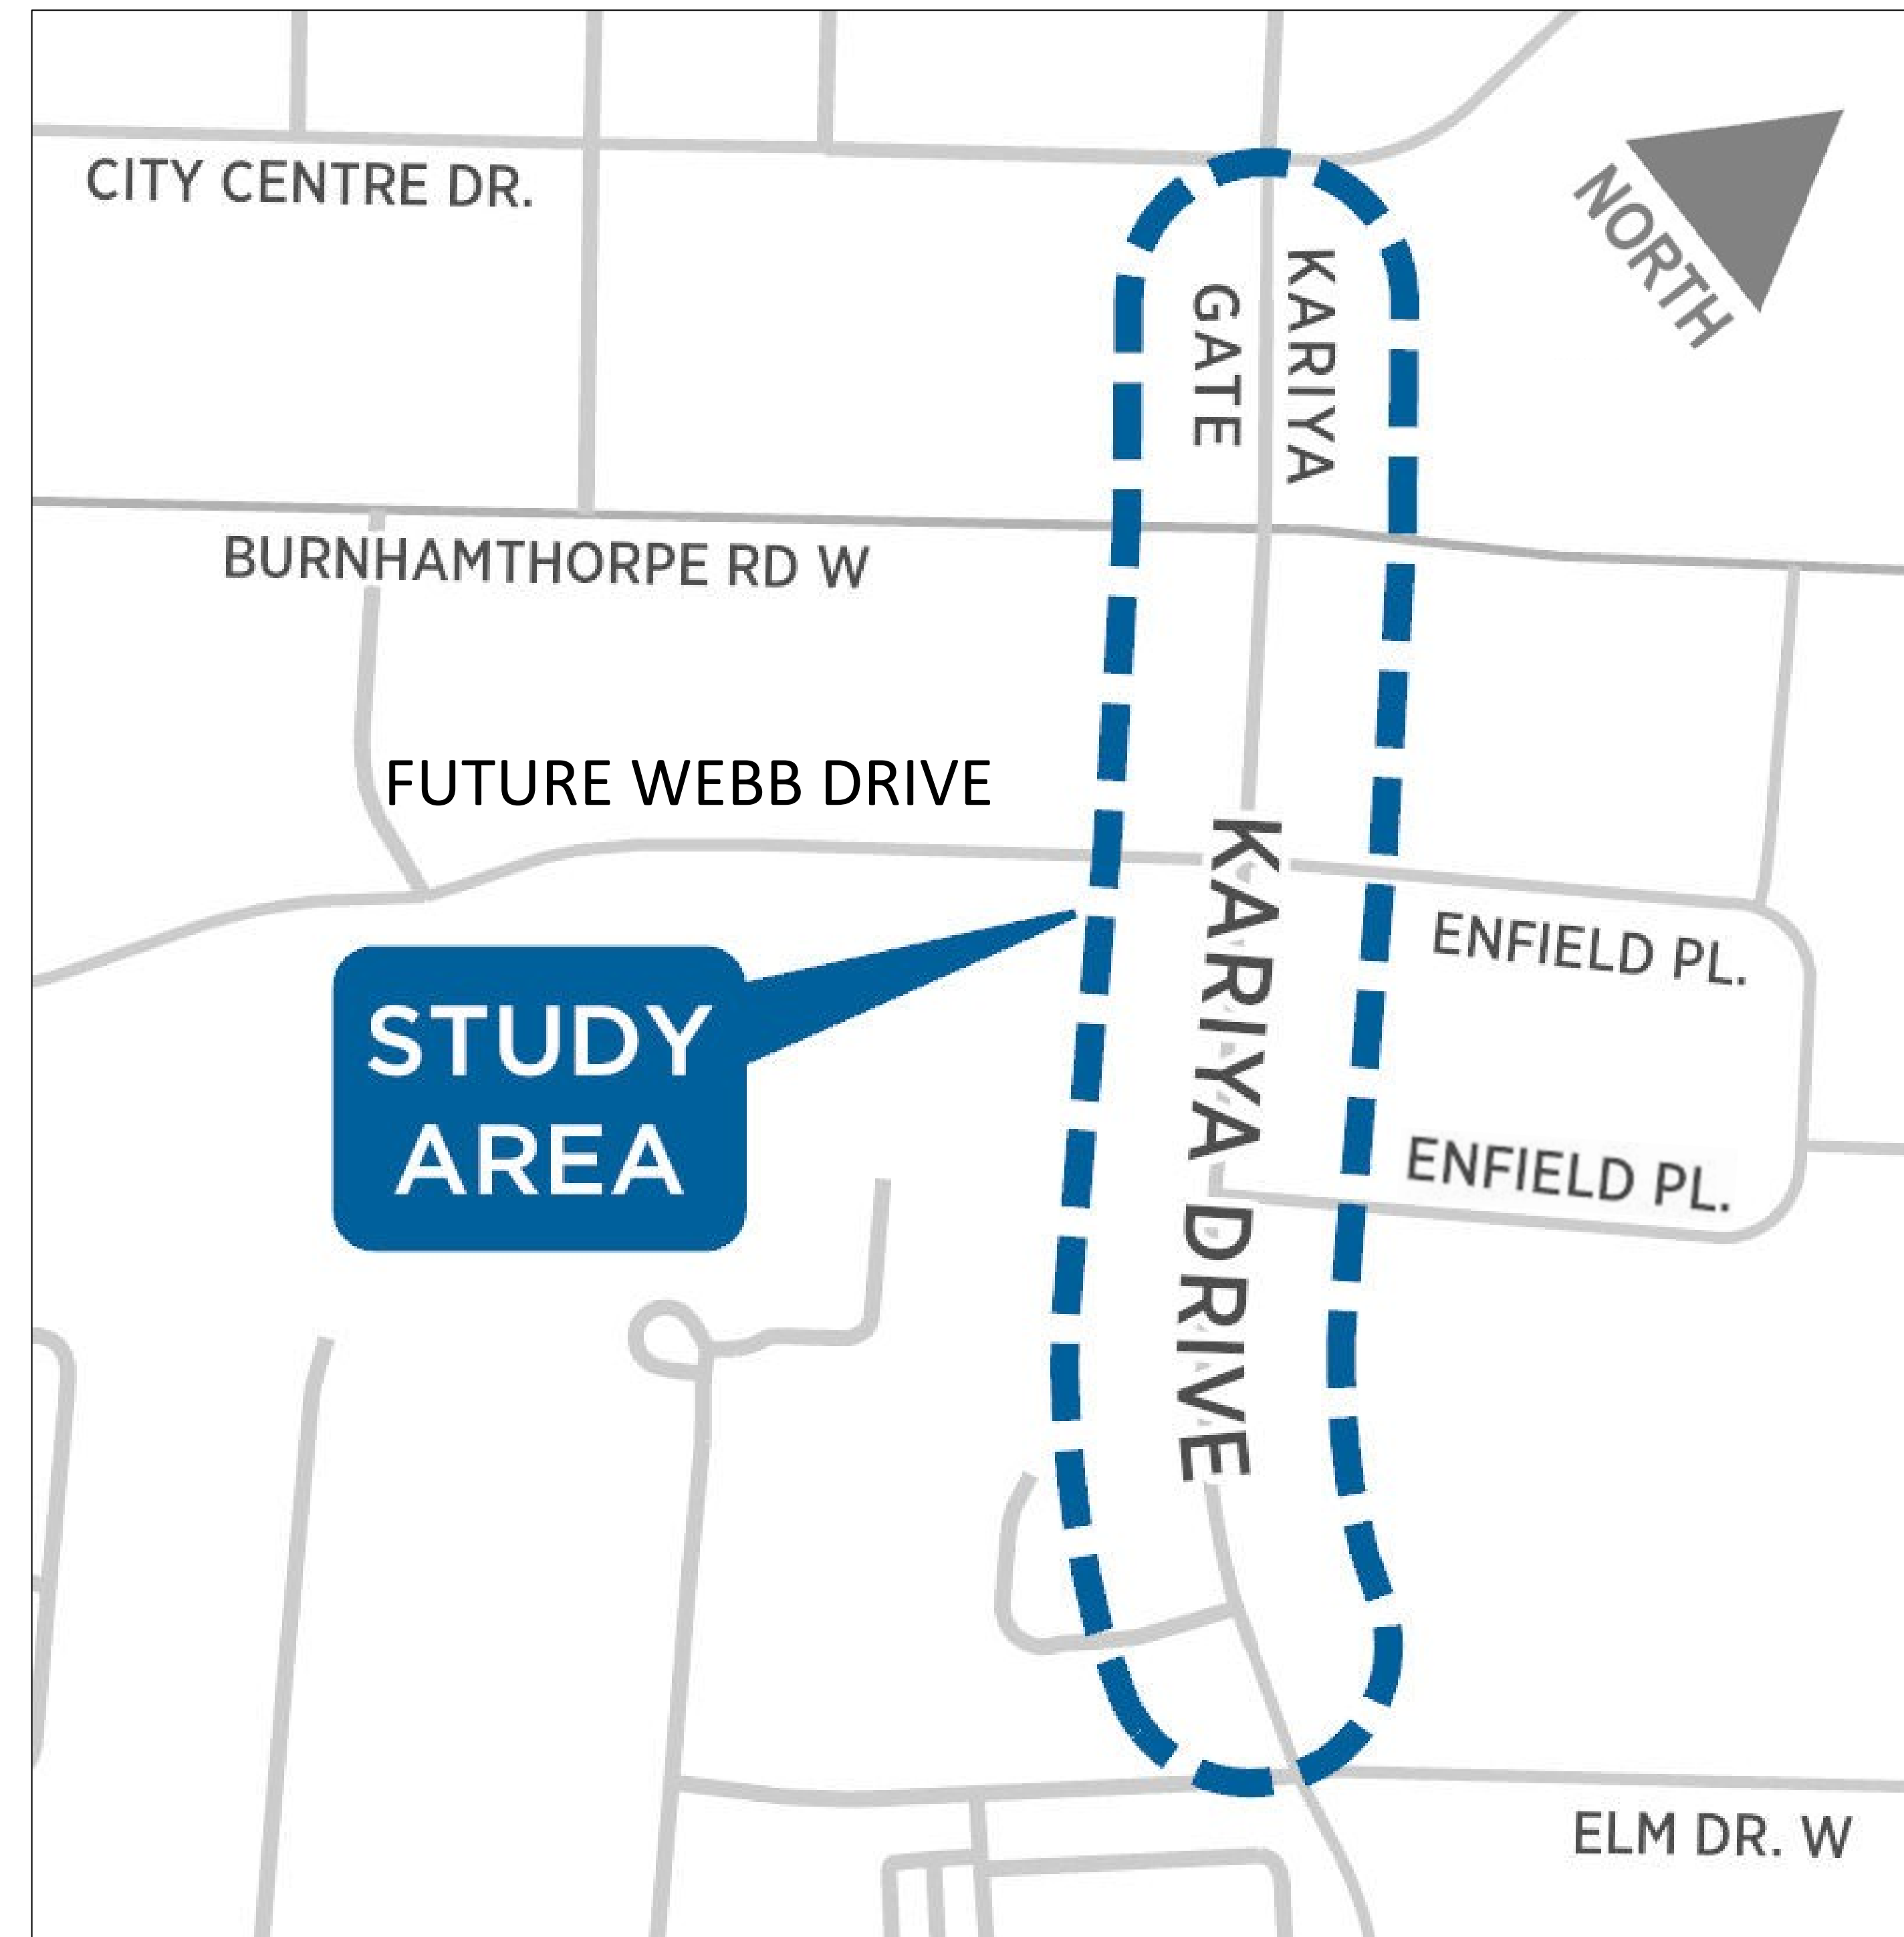 CITY CENTRE DR.
NORTH
KARIYA
GATE
BURNHAMTHORPE RD W
FUTURE WEBB DRIVE
KARIYA DRIVE
ENFIELD PL.
STUDY
AREA
ENFIELD PL.
ELM DR. W